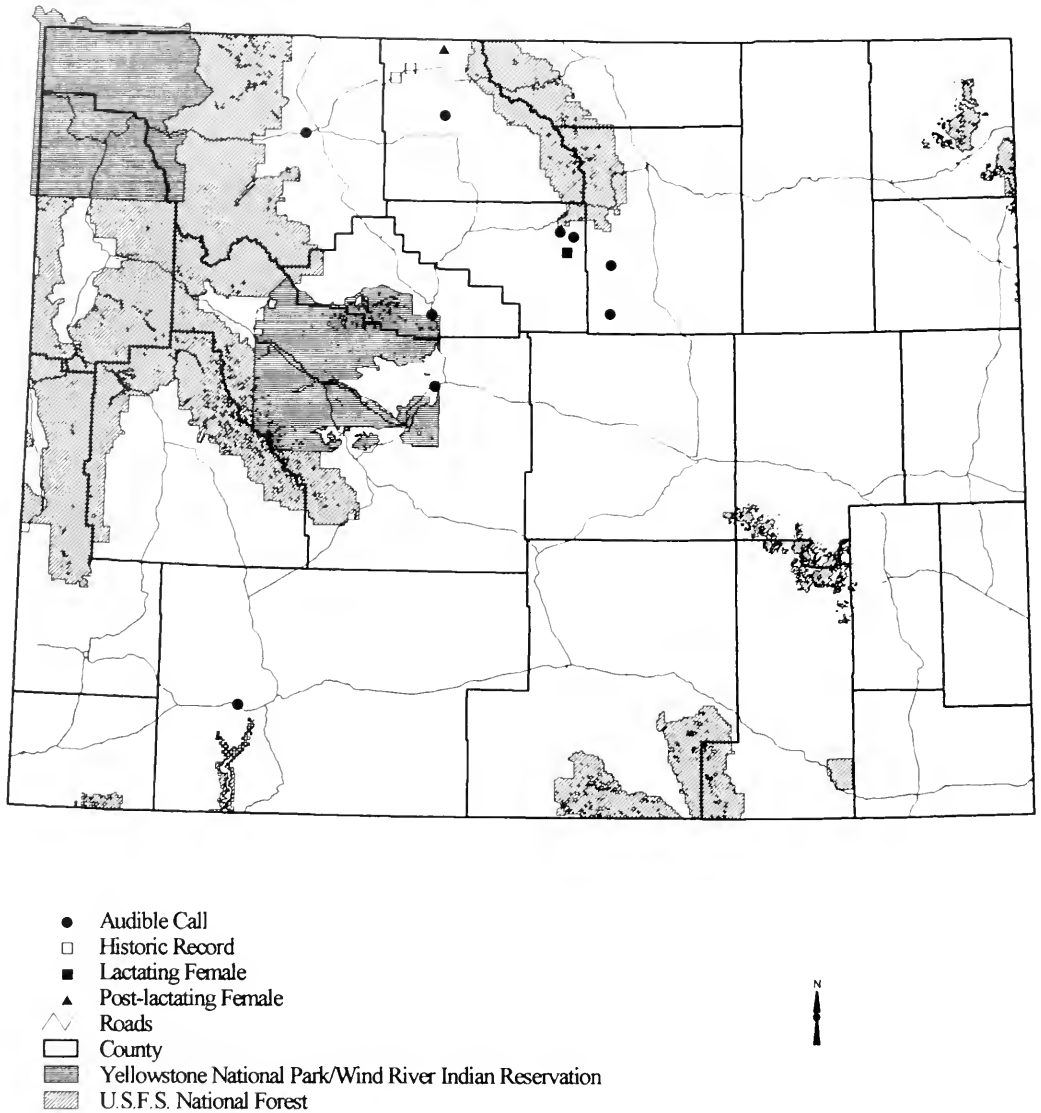 N
Audible Call
Historic Record
Lactating Female
Post-lactating Female
Roads
County
Yellowstone National Park/Wind River Indian Reservation
U.S.F.S. National Forest